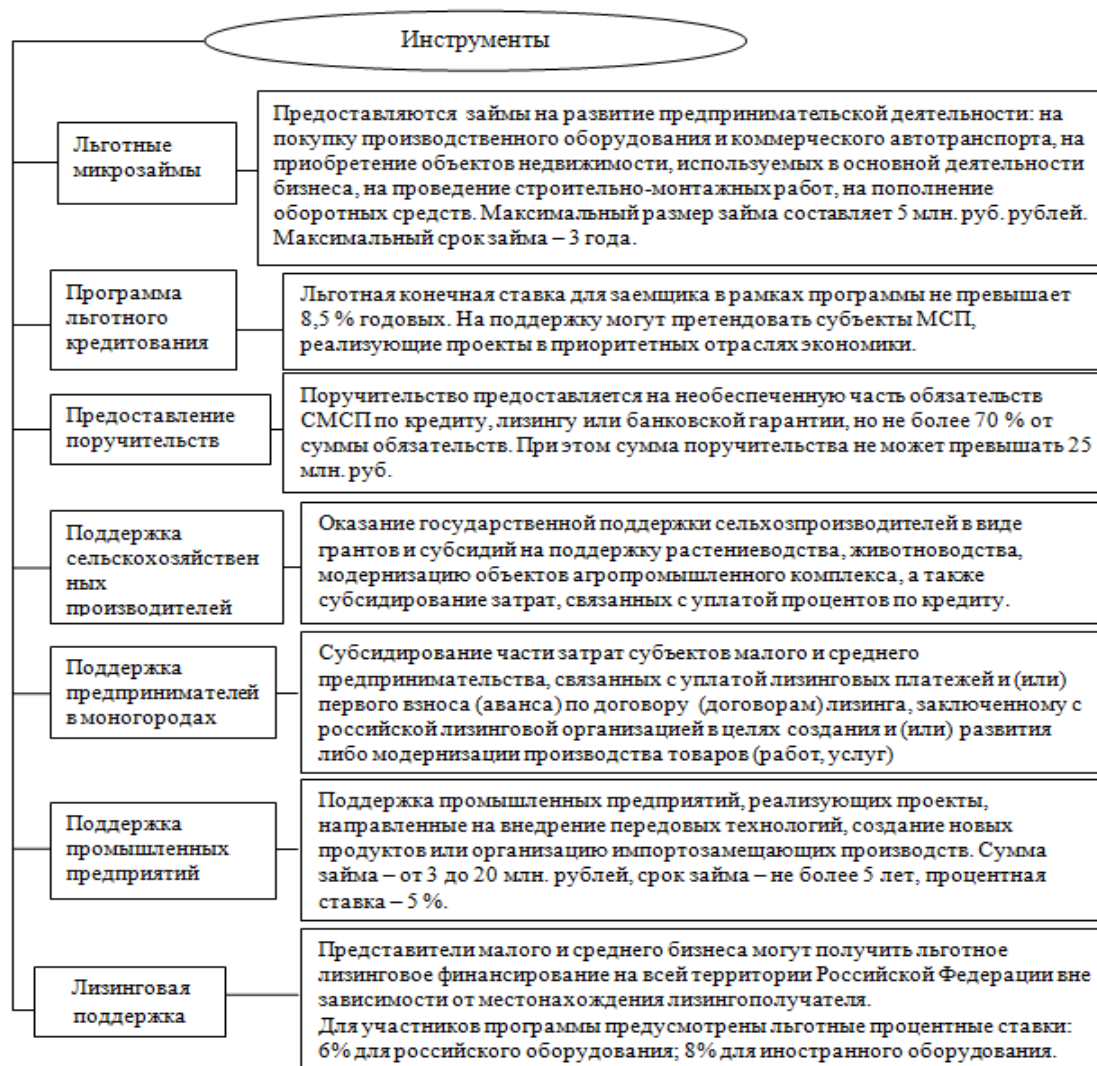 Инструменты
Льготные
микрозаймы
Предоставляются займы на развитие предпринимательской деятельности: на
покупку производственного оборудования и коммерческого автотранспорта, на
приобретение объектов недвижимости, используемых в основной деятельности
бизнеса, на проведение строительно-монтажных работ, на пополнение
оборотных средств. Максимальный размер займа составляет 5 млн. руб. рублей.
Максимальный срок займа – 3 года.
Программа
льготного
кредитования
Льготная конечная ставка для заемщика в рамках программы не превышает
8,5 % годовых. На поддержку могут претендовать субъекты МСП,
реализующие проекты в приоритетных отраслях экономики.
Предоставление
поручительств
Поручительство предоставляется на необеспеченную часть обязательств
СМСП по кредиту, лизингу или банковской гарантии, но не более 70 % от
суммы обязательств. При этом сумма поручительства не может превышать 25
млн. руб.
Поддержка
сельскохозяйствен
ных
производителей
Оказание государственной поддержки сельхозпроизводителей в виде
грантов и субсидий на поддержку растениеводства, животноводства,
модернизацию объектов агропромышленного комплекса, а также
субсидирование затрат, связанных с уплатой процентов по кредиту.
Поддержка
предпринимателей
в моногородах
Субсидирование части затрат субъектов малого и среднего
предпринимательства, связанных с уплатой лизинговых платежей и (или)
первого взноса (аванса) по договору (договорам) лизинга, заключенному с
российской лизинговой организацией в целях создания и (или) развития
либо модернизации производства товаров (работ, услуг)
Поддержка
промышленных
предприятий
Поддержка промышленных предприятий, реализующих проекты,
направленные на внедрение передовых технологий, создание новых
продуктов или организацию импортозамещающих производств. Сумма
займа – от 3 до 20 млн. рублей, срок займа – не более 5 лет, процентная
ставка – 5 %.
Лизинговая
поддержка
Представители малого и среднего бизнеса могут получить льготное
лизинговое финансирование на всей территории Российской Федерации вне
зависимости от местонахождения лизингополучателя.
Для участников программы предусмотрены льготные процентные ставки:
6% для российского оборудования; 8% для иностранного оборудования.